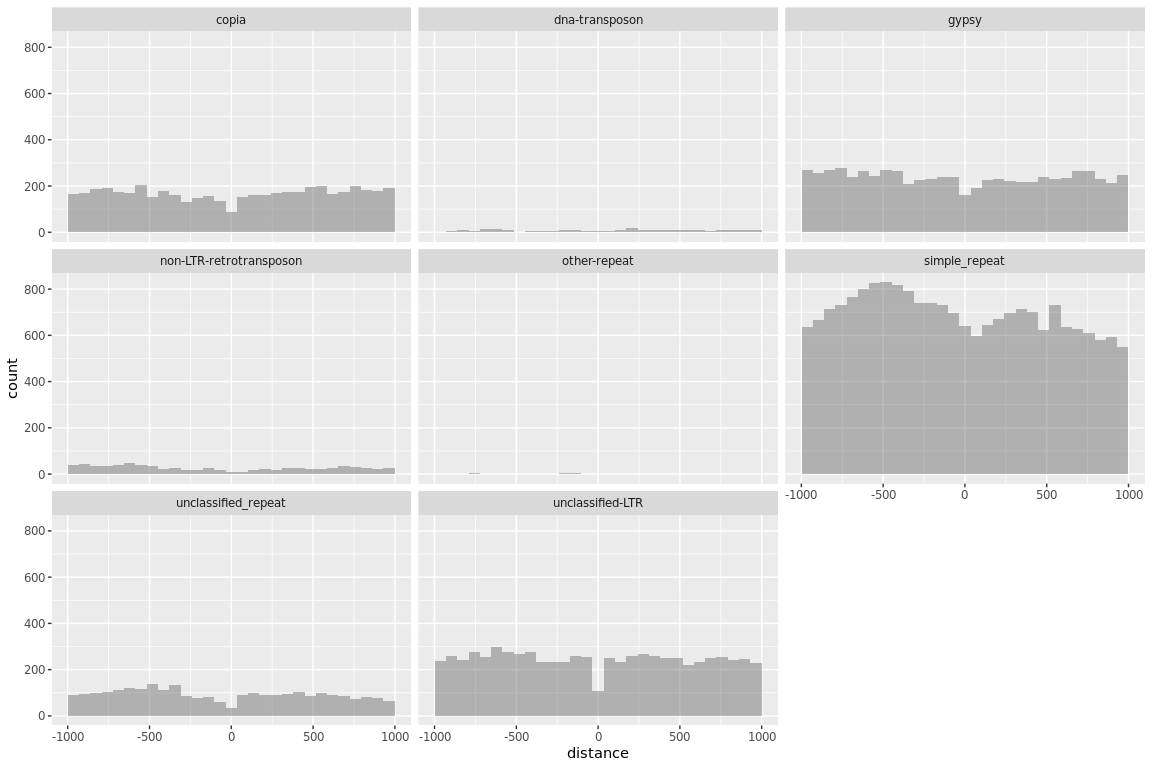 copia
dna-transposon
gypsy
800
600
400
200
0
non-LTR-retrotransposon
other-repeat
simple_repeat
800
600
400
200
0
-1000 -500 0 500 1000
unclassified_repeat
unclassified-LTR
800
600
400
200
0
-1000 -500 0 500 1000
-1000 -500 0 500 1000
count
distance